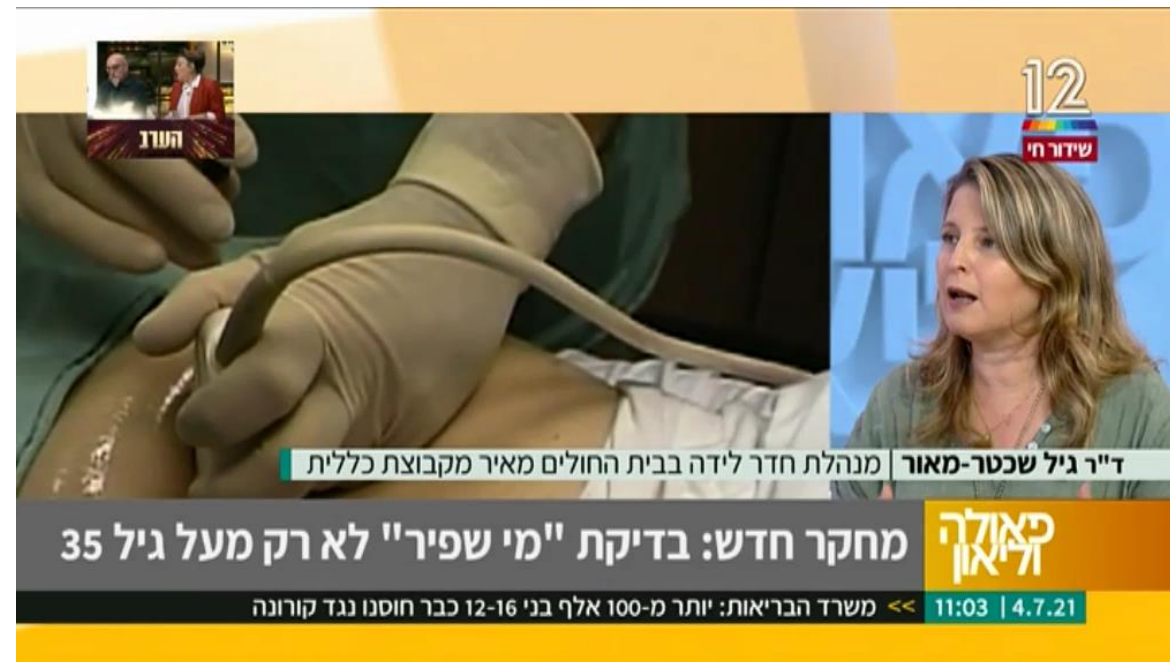 הערב
12
שידור חי
ד"ר גיל שכטר-מאור | מנהלת חדר לידה בבית החולים מאיר מקבוצת כללית
פאולה
וליאון
מחקר חדש: בדיקת "מי שפיר" לא רק מעל גיל 35
11:03 | 4.7.21
>> משרד הבריאות: יותר מ-100 אלף בני 12-16 כבר חוסנו נגד קורונה